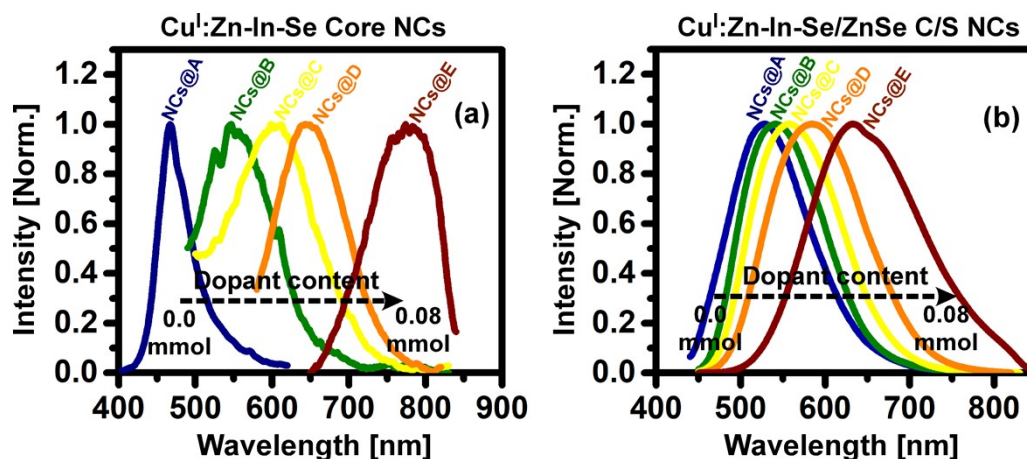 Cuᴵ:Zn-In-Se Core NCs
1.2
1.0
0.8
0.6
0.4
0.2
0.0
Intensity [Norm.]
NCs@A
NCs@B
NCs@C
NCs@D
NCs@E
(a)
Dopant content
0.0
mmol
0.08
mmol
400 500 600 700 800 900
Wavelength [nm]
Cuᴵ:Zn-In-Se/ZnSe C/S NCs
1.2
1.0
0.8
0.6
0.4
0.2
0.0
Intensity [Norm.]
NCs@A
NCs@B
NCs@C
NCs@D
NCs@E
(b)
Dopant content
0.0
mmol
0.08
mmol
400 500 600 700 800
Wavelength [nm]